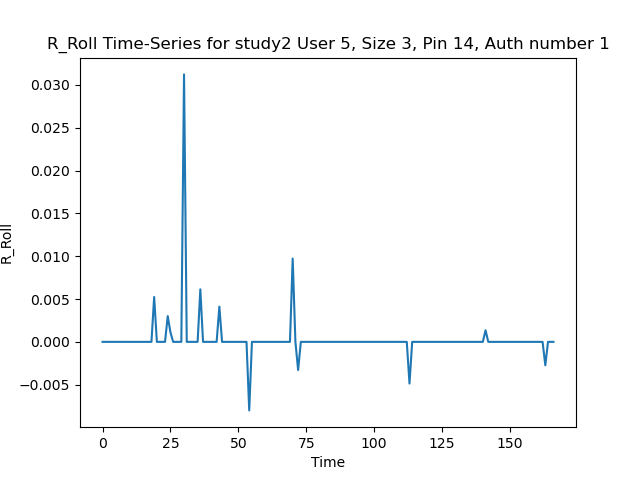 R_Roll Time-Series for study2 User 5, Size 3, Pin 14, Auth number 1
0.030
0.025
0.020
0.015
0.010
0.005
0.000
−0.005
R_Roll
0 25 50 75 100 125 150
Time